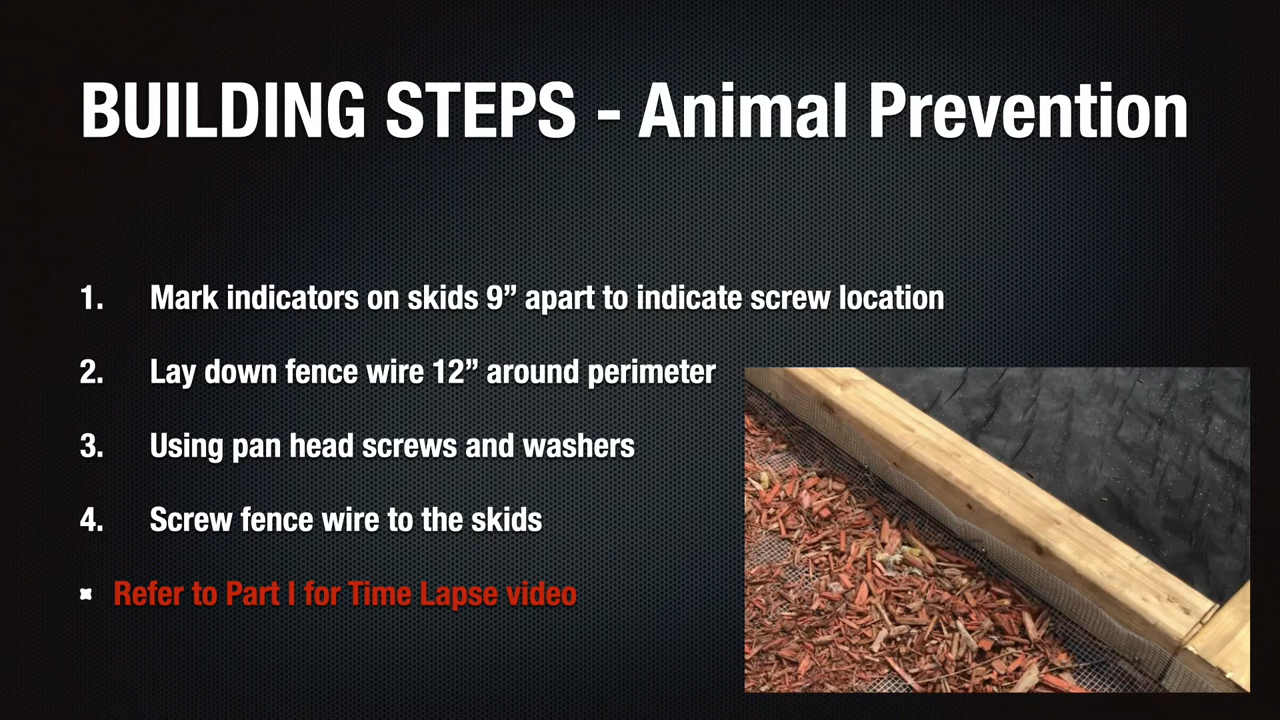 BUILDING STEPS - Animal Prevention
1. Mark indicators on skids 9” apart to indicate screw location
2. Lay down fence wire 12” around perimeter
3. Using pan head screws and washers
4. Screw fence wire to the skids
Refer to Part I for Time Lapse video